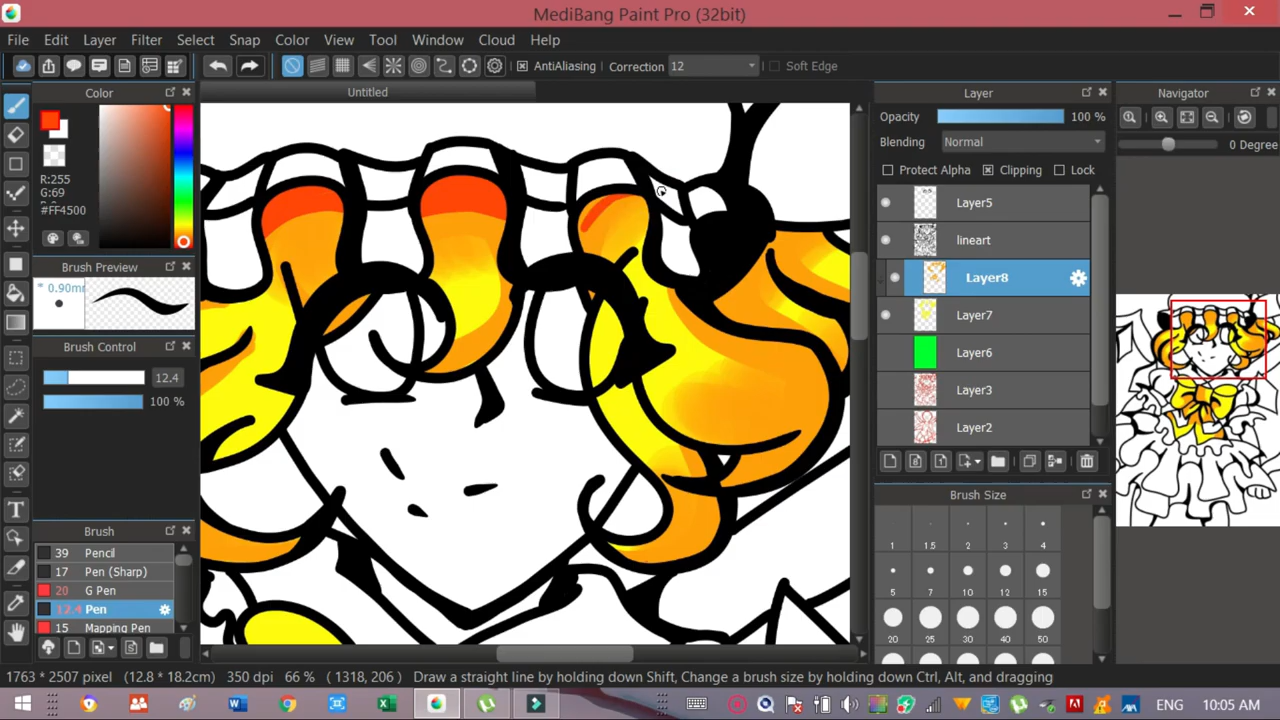 MediBang Paint Pro (32bit)
File Edit Layer Filter Select Snap Color View Tool Window Cloud Help
AntiAliasing Correction 12 Soft Edge
Color
Untitled
Layer
Navigator
Opacity 100 %
Blending Normal
0 Degree
Protect Alpha Clipping Lock
R:255
G:69
B:0
#FF4500
Layer5
lineart
Brush Preview
* 0.90mm
Layer8
Layer7
Brush Control
Layer6
12.4
100 %
Layer3
Layer2
Brush Size
Brush
1 1.5 2 3 4
39 Pencil
17 Pen (Sharp)
20 G Pen
12.4 Pen
15 Mapping Pen
5 7 10 12 15
20 25 30 40 50
1763 * 2507 pixel (12.8 * 18.2cm) 350 dpi 66 % ( 1318, 206 ) Draw a straight line by holding down Shift, Change a brush size by holding down Ctrl, Alt, and dragging
10:05 AM